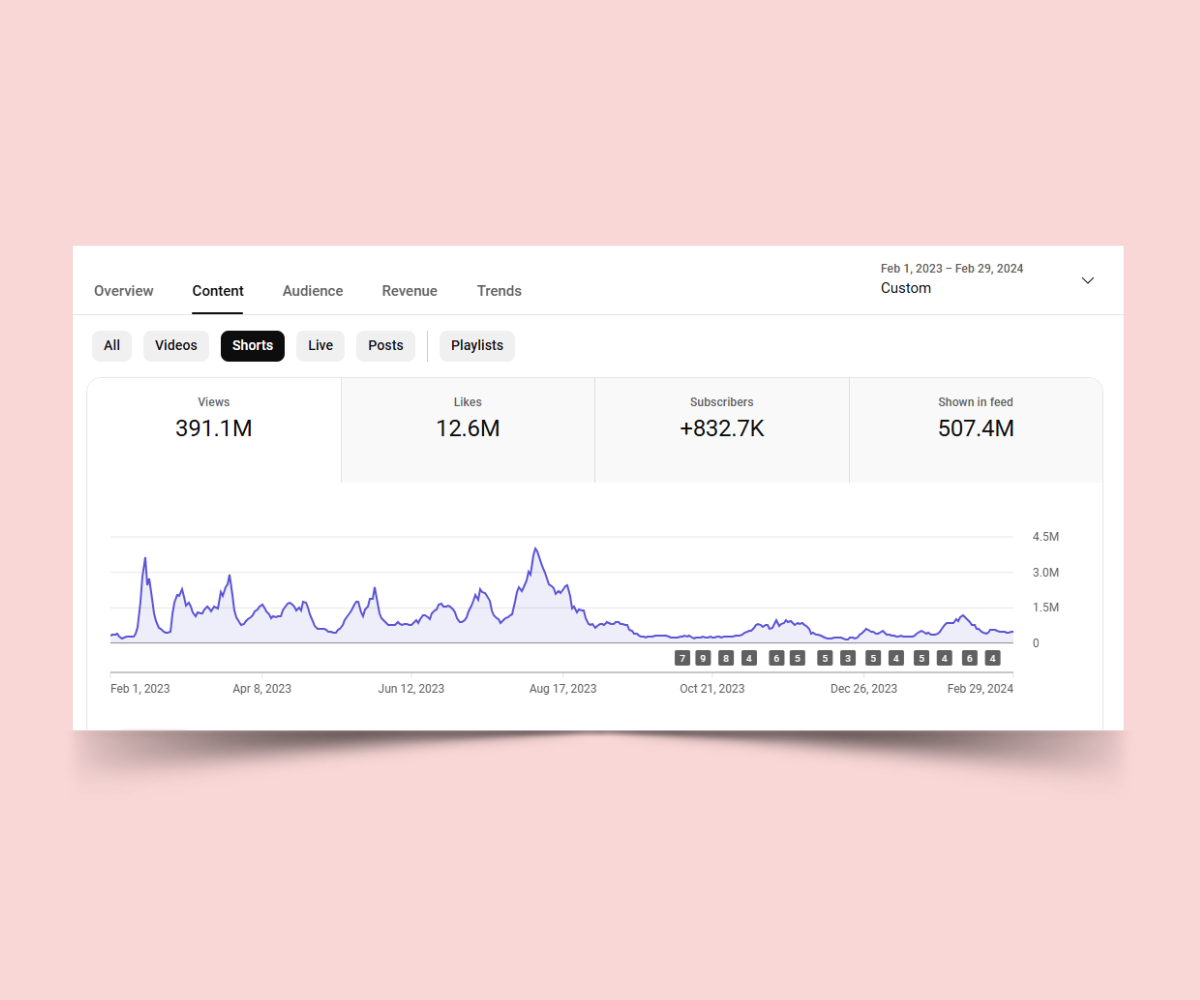 Feb 1, 2023 – Feb 29, 2024
Overview Content Audience Revenue Trends Custom
All Videos Shorts Live Posts Playlists
Views Likes Subscribers Shown in feed
391.1M 12.6M +832.7K 507.4M
4.5M
3.0M
1.5M
0
7 9 8 4 6 5 5 3 5 4 5 4 6 4
Feb 1, 2023 Apr 8, 2023 Jun 12, 2023 Aug 17, 2023 Oct 21, 2023 Dec 26, 2023 Feb 29, 2024